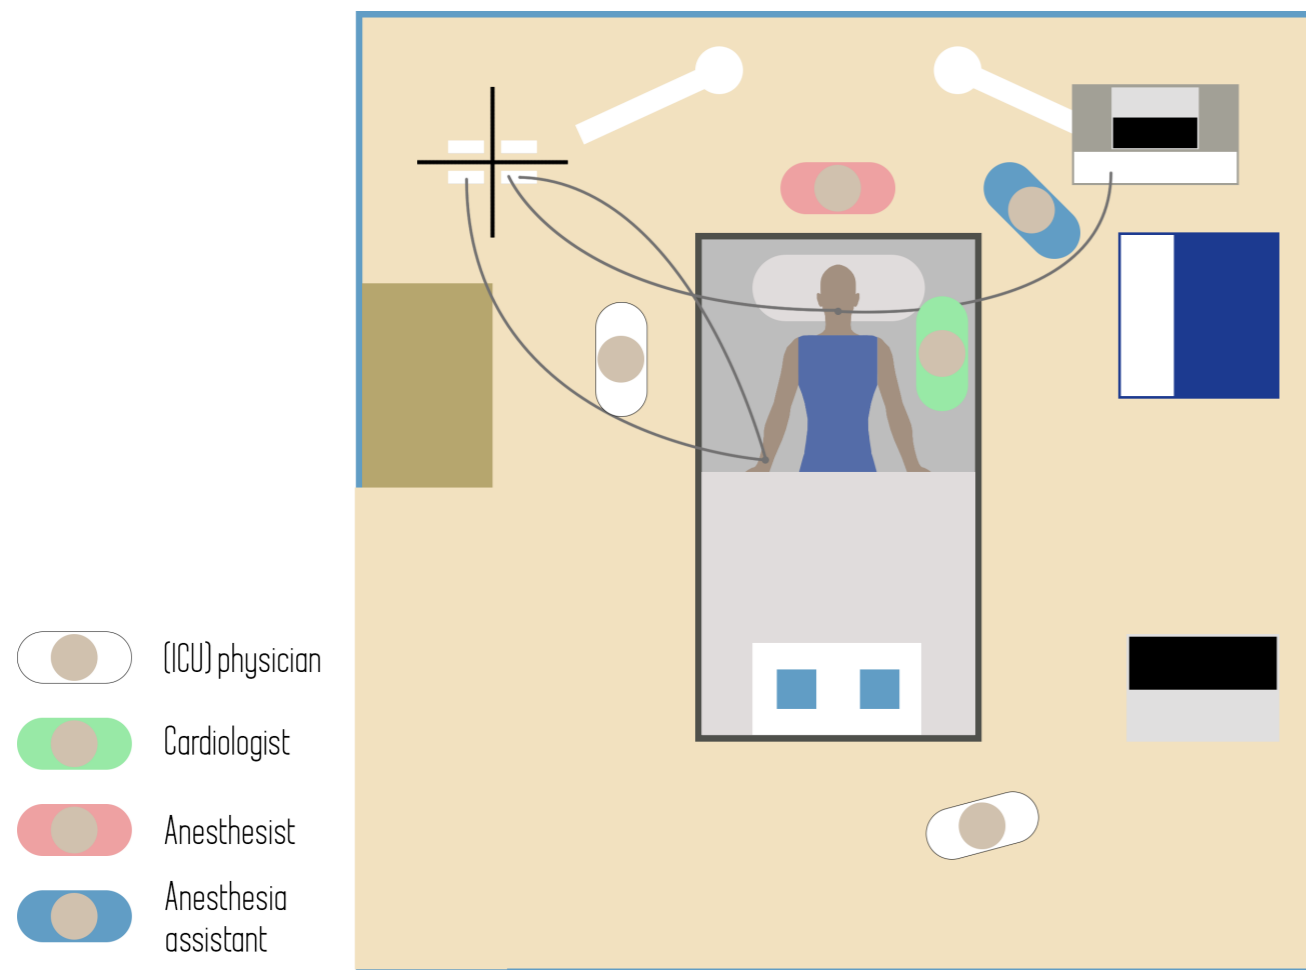 (ICU) physician
Cardiologist
Anesthesist
Anesthesia
assistant